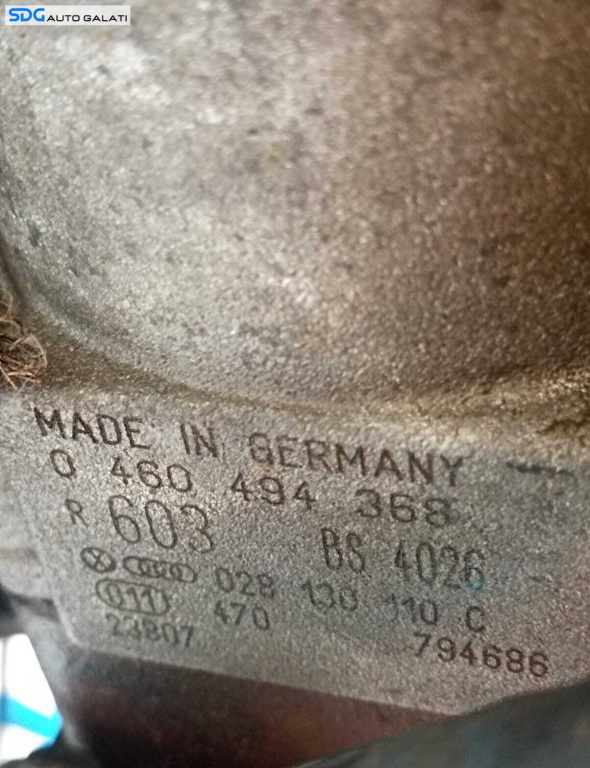 SDG AUTO GALATI
MADE IN GERMANY
0 460 494 368
R 603 BS 4026
028 130 110 C
011 470
23807 794686